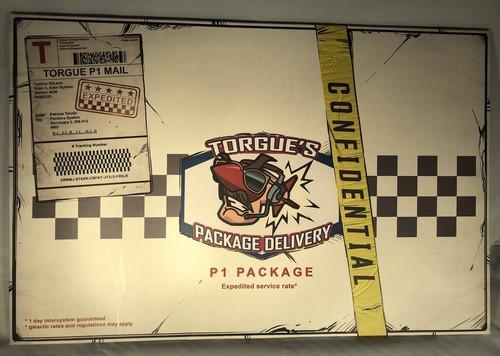 T
TORGUE P1 MAIL
EXPEDITED
# Tracking Number
TORGUE'S
PACKAGE DELIVERY
P1 PACKAGE
Expedited service rate*
CONFIDENTIAL
* 1 day intersystem guaranteed
* galactic rates and regulations may apply